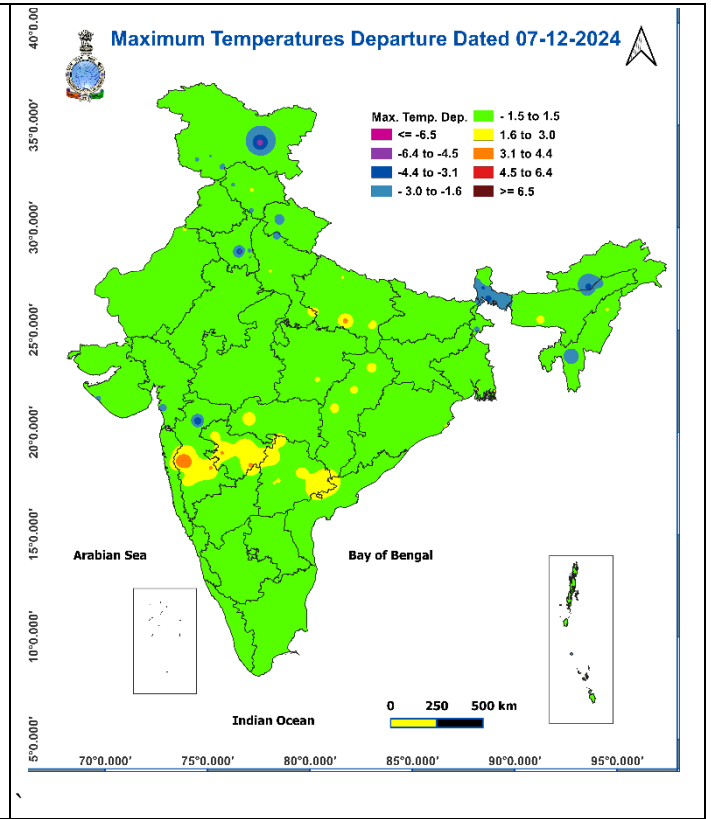 Maximum Temperatures Departure Dated 07-12-2024
Max. Temp. Dep.
<= -6.5
-6.4 to -4.5
-4.4 to -3.1
- 3.0 to -1.6
- 1.5 to 1.5
1.6 to 3.0
3.1 to 4.4
4.5 to 6.4
>= 6.5
40°0.000'
35°0.000'
30°0.000'
25°0.000'
20°0.000'
15°0.000'
10°0.000'
5°0.000'
Arabian Sea
Bay of Bengal
Indian Ocean
0 250 500 km
70°0.000' 75°0.000' 80°0.000' 85°0.000' 90°0.000' 95°0.000'
`